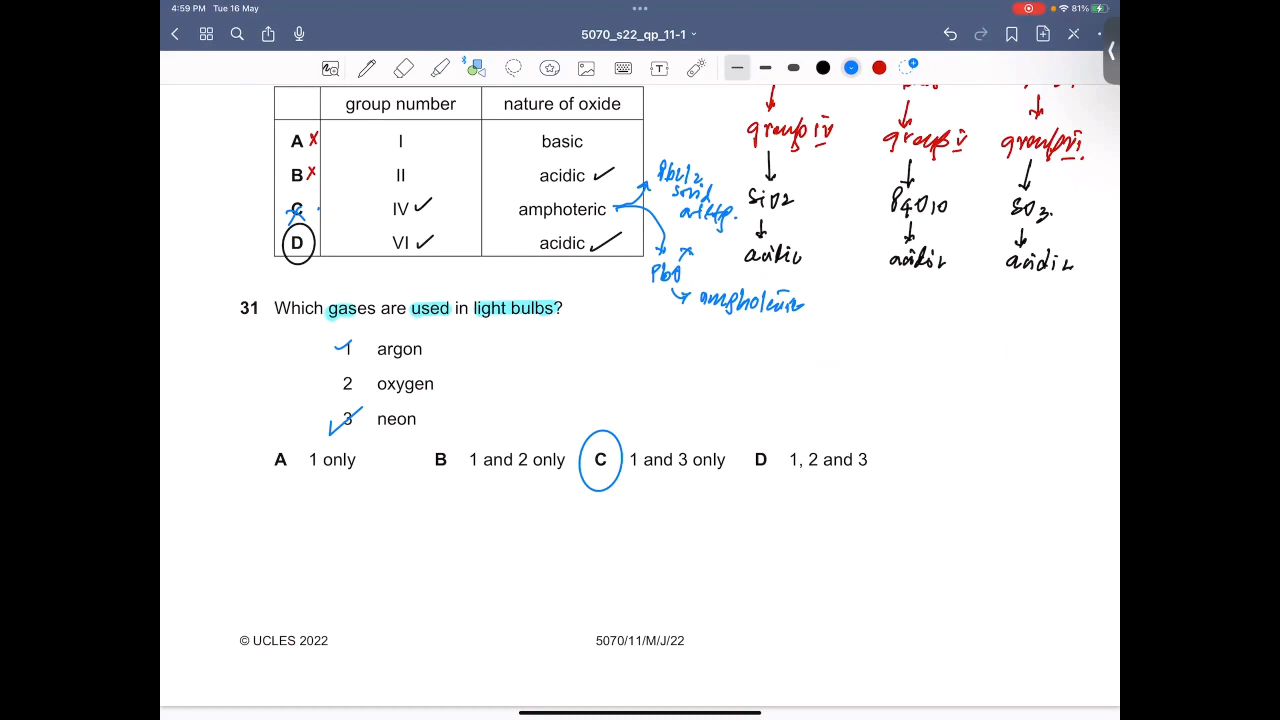 4:59 PM Tue 16 May
81%
5070_s22_qp_11-1
group number nature of oxide
A x I basic
B x II acidic
C IV amphoteric
D VI acidic
group iv
group v
group vi
SiO2
P4O10
SO3
acidic
acidic
acidic
PbO
amphoteric
31 Which gases are used in light bulbs?
1 argon
2 oxygen
3 neon
A 1 only B 1 and 2 only C 1 and 3 only D 1, 2 and 3
© UCLES 2022 5070/11/M/J/22